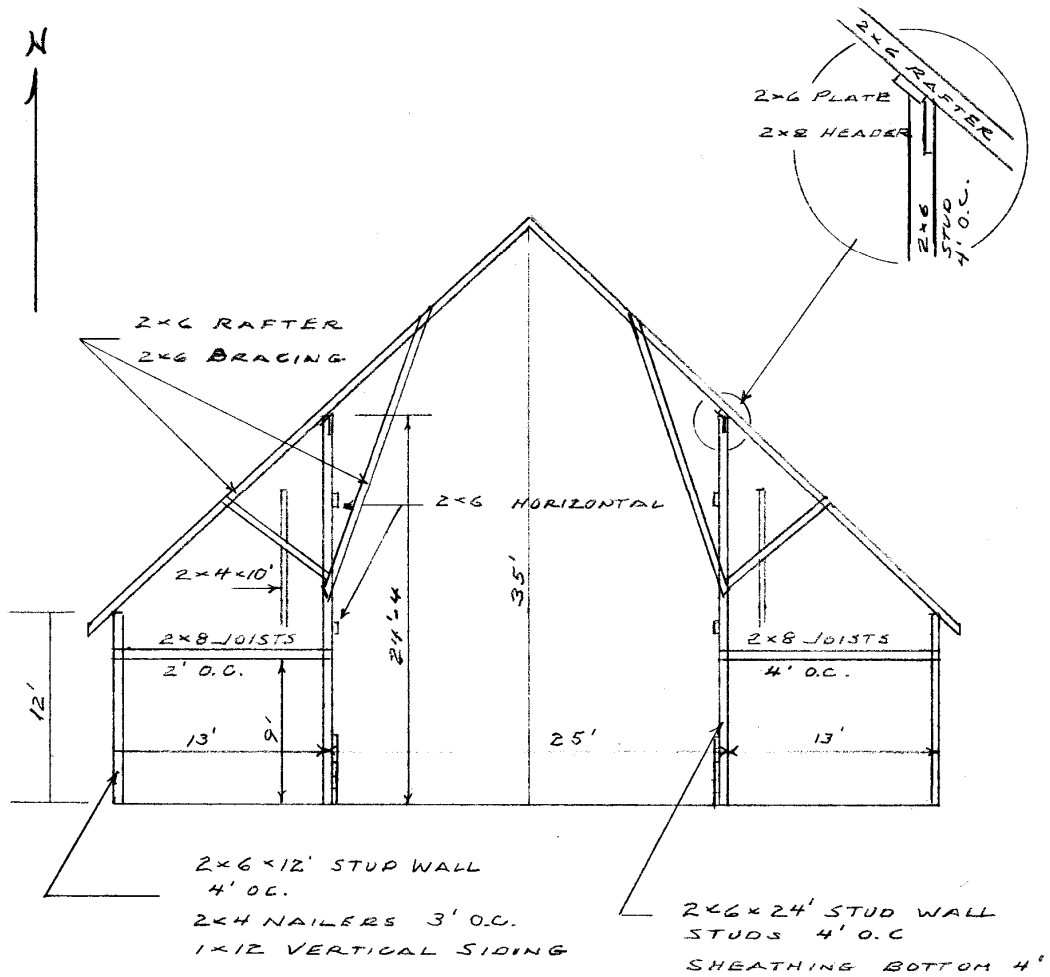 N
2×6 RAFTER
2×6 PLATE
2×8 HEADER
2×6
STUD
4' O.C.
2×6 RAFTER
2×6 BRACING
2×6 HORIZONTAL
2×4×10'
35'
24'-4
2×8 JOISTS
2' O.C.
2×8 JOISTS
4' O.C.
12'
9'
13'
25'
13'
2×6×12' STUD WALL
4' OC.
2×4 NAILERS 3' O.C.
1×12 VERTICAL SIDING
2×6×24' STUD WALL
STUDS 4' O.C
SHEATHING BOTTOM 4'